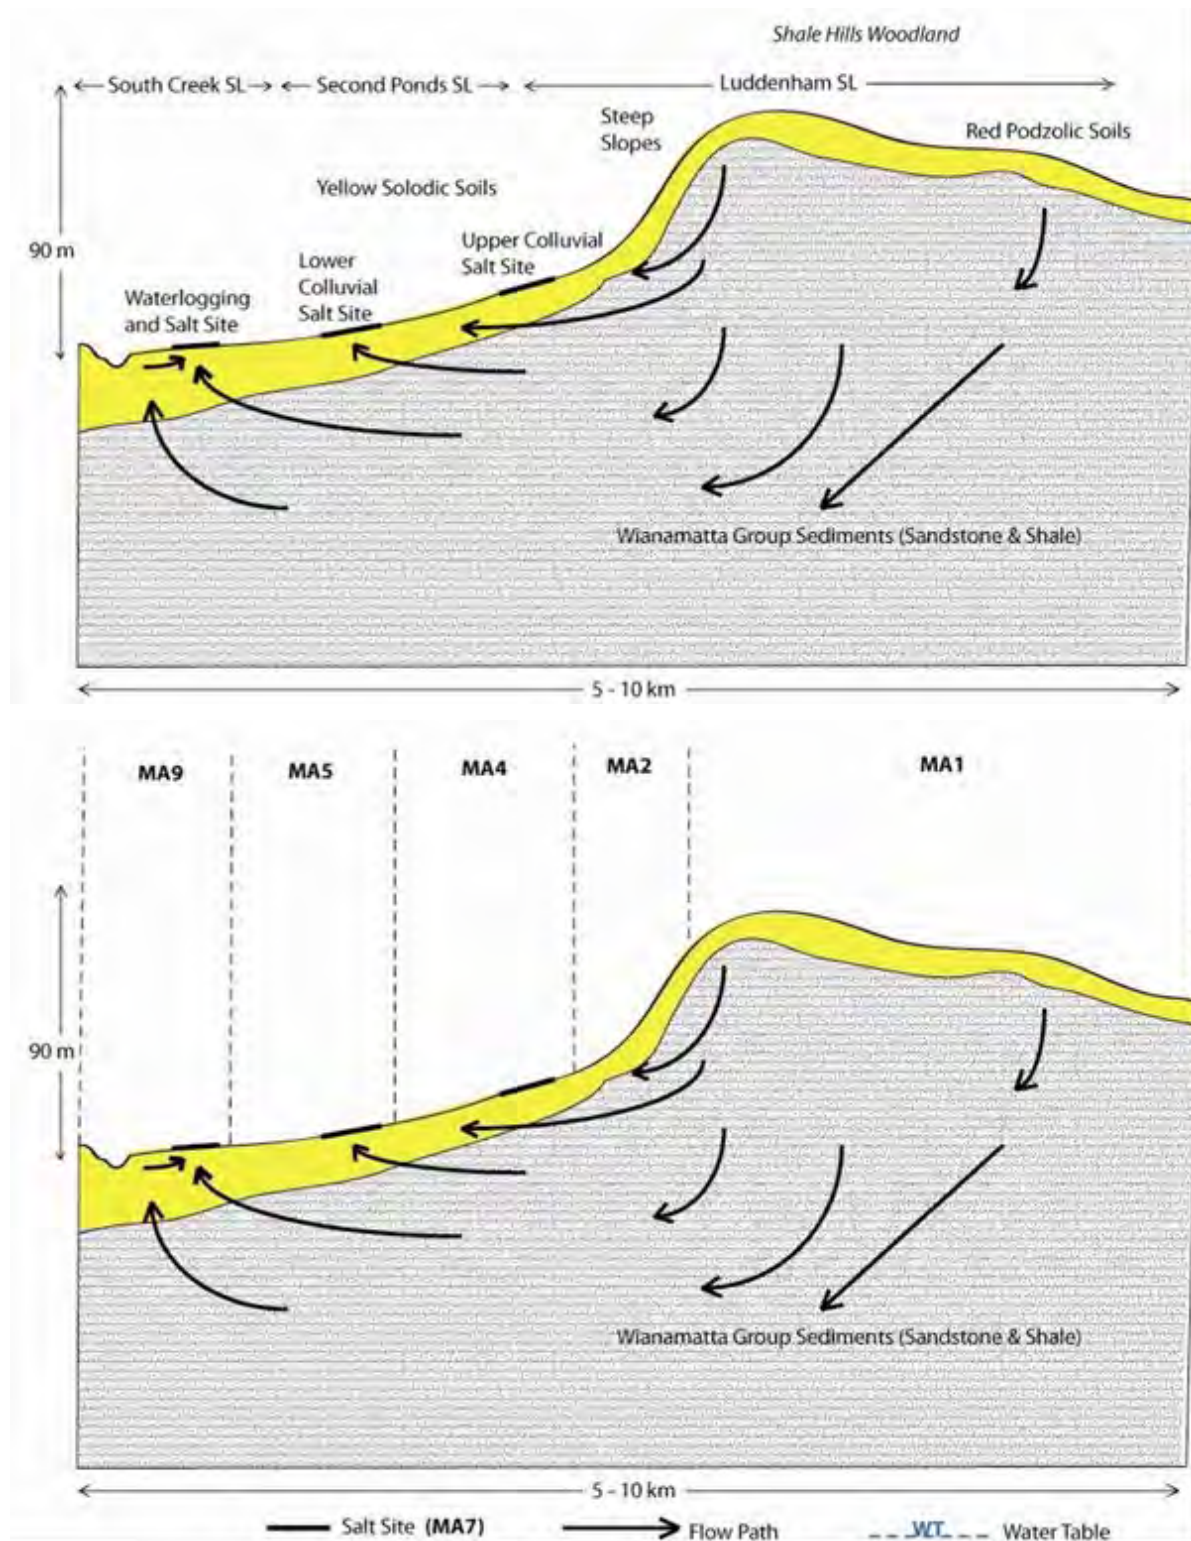 Shale Hills Woodland
South Creek SL
Second Ponds SL
Luddenham SL
Steep
Slopes
Red Podzolic Soils
Yellow Solodic Soils
90 m
Upper Colluvial
Salt Site
Lower
Colluvial
Salt Site
Waterlogging
and Salt Site
Wianamatta Group Sediments (Sandstone & Shale)
5 - 10 km
MA9
MA5
MA4
MA2
MA1
90 m
Wianamatta Group Sediments (Sandstone & Shale)
5 - 10 km
Salt Site (MA7)
Flow Path
WT
Water Table